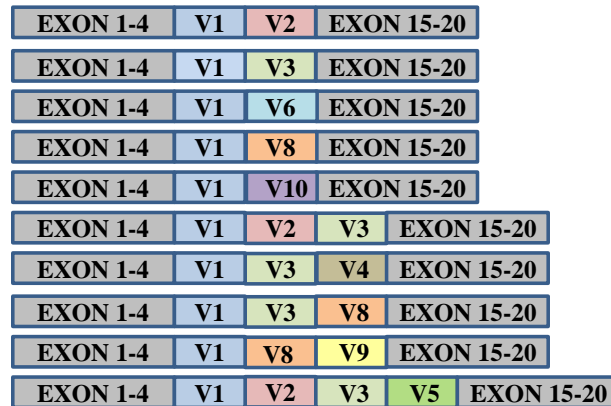 EXON 1-4 V1 V2 EXON 15-20
EXON 1-4 V1 V3 EXON 15-20
EXON 1-4 V1 V6 EXON 15-20
EXON 1-4 V1 V8 EXON 15-20
EXON 1-4 V1 V10 EXON 15-20
EXON 1-4 V1 V2 V3 EXON 15-20
EXON 1-4 V1 V3 V4 EXON 15-20
EXON 1-4 V1 V3 V8 EXON 15-20
EXON 1-4 V1 V8 V9 EXON 15-20
EXON 1-4 V1 V2 V3 V5 EXON 15-20